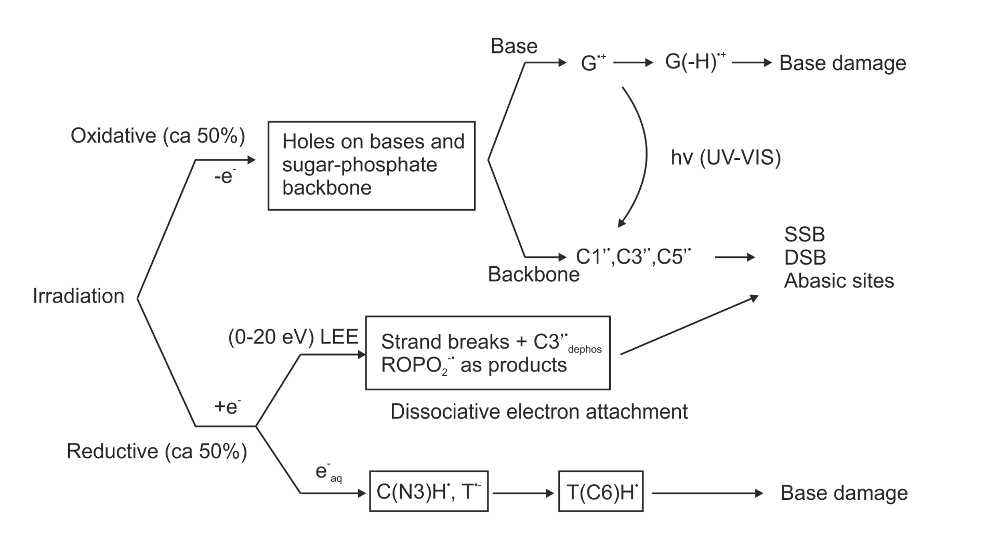 Base
G•+
G(-H)•+
Base damage
Oxidative (ca 50%)
-e-
Holes on bases and
sugar-phosphate
backbone
hν (UV-VIS)
C1’•,C3’•,C5’•
Backbone
SSB
DSB
Abasic sites
Irradiation
(0-20 eV) LEE
Strand breaks + C3’•dephos
ROPO2-• as products
Dissociative electron attachment
+e-
Reductive (ca 50%)
e-aq
C(N3)H•, T•-
T(C6)H•
Base damage